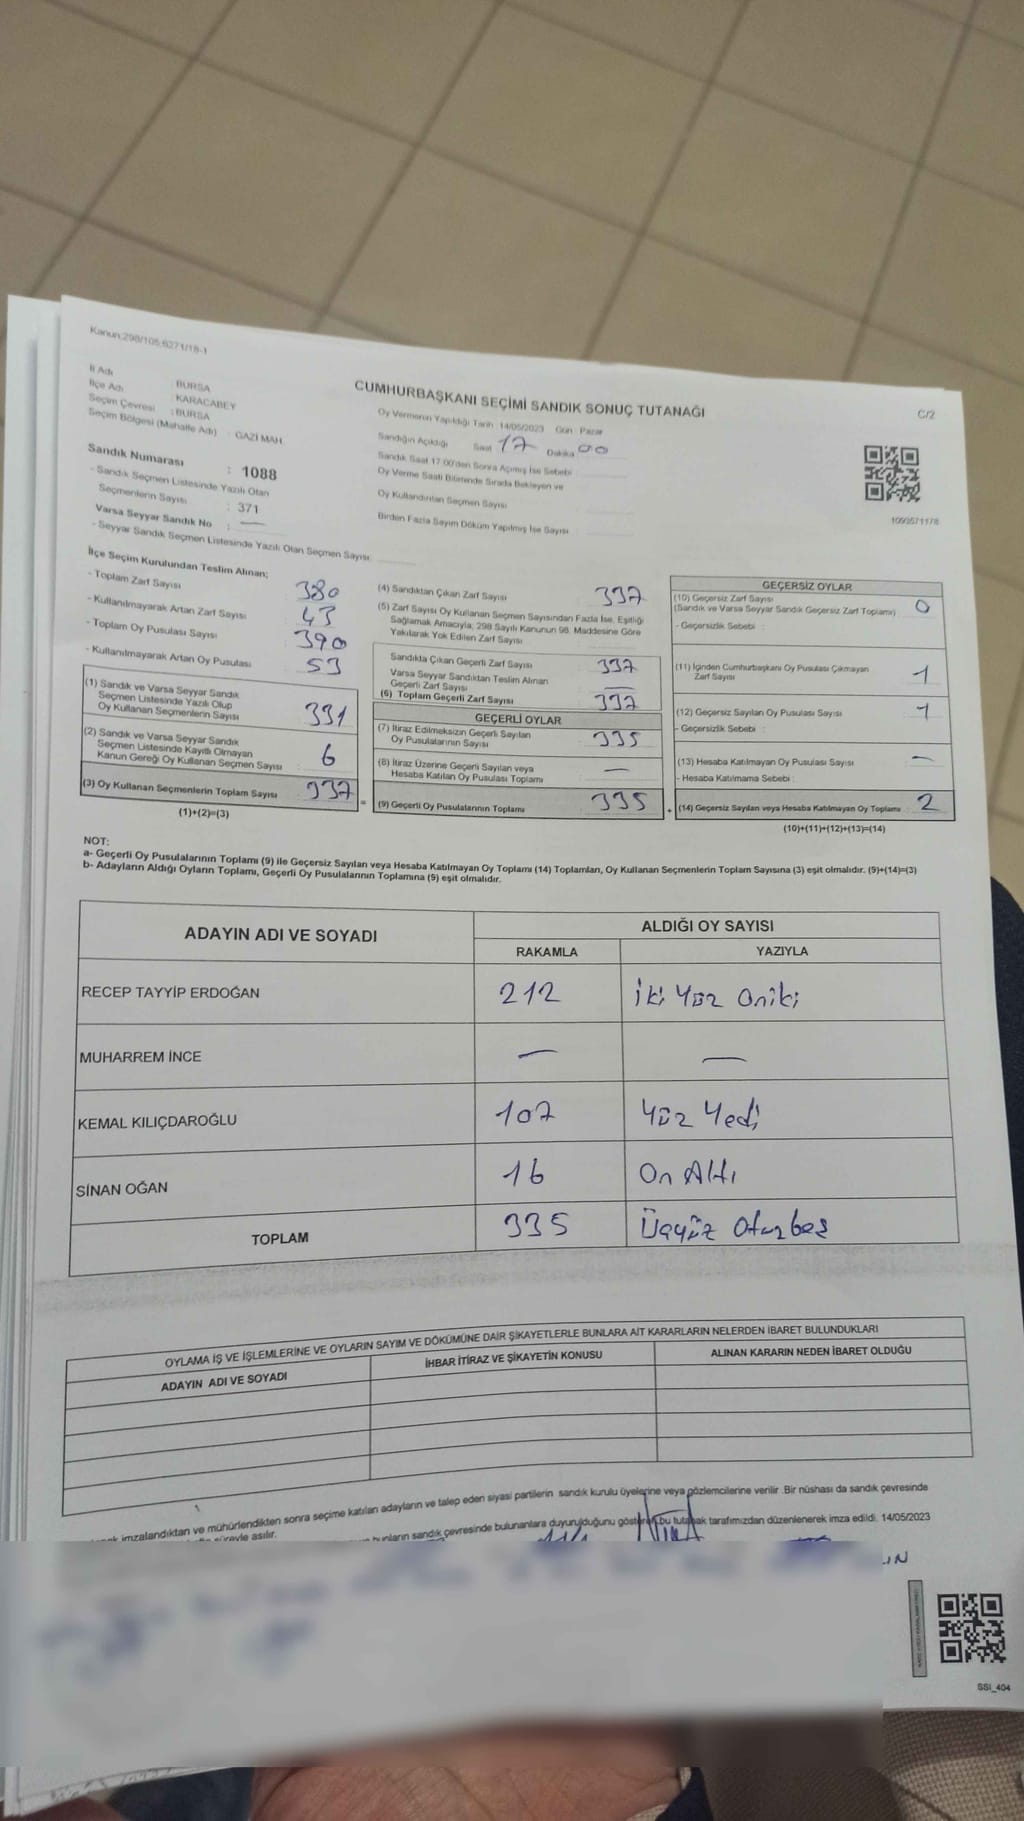 Kanun:298/105,6271/18-1
İl Adı : BURSA
İlçe Adı : KARACABEY
Seçim Çevresi : BURSA
Seçim Bölgesi (Mahalle Adı) : GAZİ MAH.
CUMHURBAŞKANI SEÇİMİ SANDIK SONUÇ TUTANAĞI
C/2
Oy Vermenin Yapıldığı Tarih : 14/05/2023 Gün : Pazar
Sandığın Açıldığı Saat 17 Dakika 00
Sandık Saat 17:00'den Sonra Açılmış İse Sebebi
Oy Verme Saati Bitiminde Sırada Bekleyen ve
Oy Kullandırılan Seçmen Sayısı
Birden Fazla Sayım Döküm Yapılmış İse Sayısı
1093571178
Sandık Numarası : 1088
- Sandık Seçmen Listesinde Yazılı Olan
Seçmenlerin Sayısı : 371
Varsa Seyyar Sandık No : —
- Seyyar Sandık Seçmen Listesinde Yazılı Olan Seçmen Sayısı:
İlçe Seçim Kurulundan Teslim Alınan;
- Toplam Zarf Sayısı 380
- Kullanılmayarak Artan Zarf Sayısı 43
- Toplam Oy Pusulası Sayısı 390
- Kullanılmayarak Artan Oy Pusulası 53
(1) Sandık ve Varsa Seyyar Sandık
Seçmen Listesinde Yazılı Olup
Oy Kullanan Seçmenlerin Sayısı 331
(2) Sandık ve Varsa Seyyar Sandık
Seçmen Listesinde Kayıtlı Olmayan
Kanun Gereği Oy Kullanan Seçmen Sayısı 6
(3) Oy Kullanan Seçmenlerin Toplam Sayısı 337 =
(1)+(2)=(3)
(4) Sandıktan Çıkan Zarf Sayısı 337
(5) Zarf Sayısı Oy Kullanan Seçmen Sayısından Fazla İse, Eşitliği
Sağlamak Amacıyla; 298 Sayılı Kanunun 98. Maddesine Göre
Yakılarak Yok Edilen Zarf Sayısı
Sandıkta Çıkan Geçerli Zarf Sayısı 337
Varsa Seyyar Sandıktan Teslim Alınan
Geçerli Zarf Sayısı —
(6) Toplam Geçerli Zarf Sayısı 337
GEÇERLİ OYLAR
(7) İtiraz Edilmeksizin Geçerli Sayılan
Oy Pusulalarının Sayısı 335
(8) İtiraz Üzerine Geçerli Sayılan veya
Hesaba Katılan Oy Pusulası Toplamı —
(9) Geçerli Oy Pusulalarının Toplamı 335 +
GEÇERSİZ OYLAR
(10) Geçersiz Zarf Sayısı
(Sandık ve Varsa Seyyar Sandık Geçersiz Zarf Toplamı) 0
- Geçersizlik Sebebi :
(11) İçinden Cumhurbaşkanı Oy Pusulası Çıkmayan
Zarf Sayısı 1
(12) Geçersiz Sayılan Oy Pusulası Sayısı 1
- Geçersizlik Sebebi :
(13) Hesaba Katılmayan Oy Pusulası Sayısı —
- Hesaba Katılmama Sebebi :
(14) Geçersiz Sayılan veya Hesaba Katılmayan Oy Toplamı 2
(10)+(11)+(12)+(13)=(14)
NOT:
a- Geçerli Oy Pusulalarının Toplamı (9) ile Geçersiz Sayılan veya Hesaba Katılmayan Oy Toplamı (14) Toplamları, Oy Kullanan Seçmenlerin Toplam Sayısına (3) eşit olmalıdır. (9)+(14)=(3)
b- Adayların Aldığı Oyların Toplamı, Geçerli Oy Pusulalarının Toplamına (9) eşit olmalıdır.
ADAYIN ADI VE SOYADI
ALDIĞI OY SAYISI
RAKAMLA YAZIYLA
RECEP TAYYİP ERDOĞAN 212 İki Yüz Oniki
MUHARREM İNCE — —
KEMAL KILIÇDAROĞLU 107 Yüz Yedi
SİNAN OĞAN 16 On Altı
TOPLAM 335 Üçyüz Otuzbeş
OYLAMA İŞ VE İŞLEMLERİNE VE OYLARIN SAYIM VE DÖKÜMÜNE DAİR ŞİKAYETLERLE BUNLARA AİT KARARLARIN NELERDEN İBARET BULUNDUKLARI
ADAYIN ADI VE SOYADI İHBAR İTİRAZ VE ŞİKAYETİN KONUSU ALINAN KARARIN NEDEN İBARET OLDUĞU
imzalandıktan ve mühürlendikten sonra seçime katılan adayların ve talep eden siyasi partilerin sandık kurulu üyelerine veya gözlemcilerine verilir. Bir nüshası da sandık çevresinde
süreyle asılır. bunların sandık çevresinde bulunanlara duyurulduğunu gösteren bu tutanak tarafımızdan düzenlenerek imza edildi. 14/05/2023
SSI_404